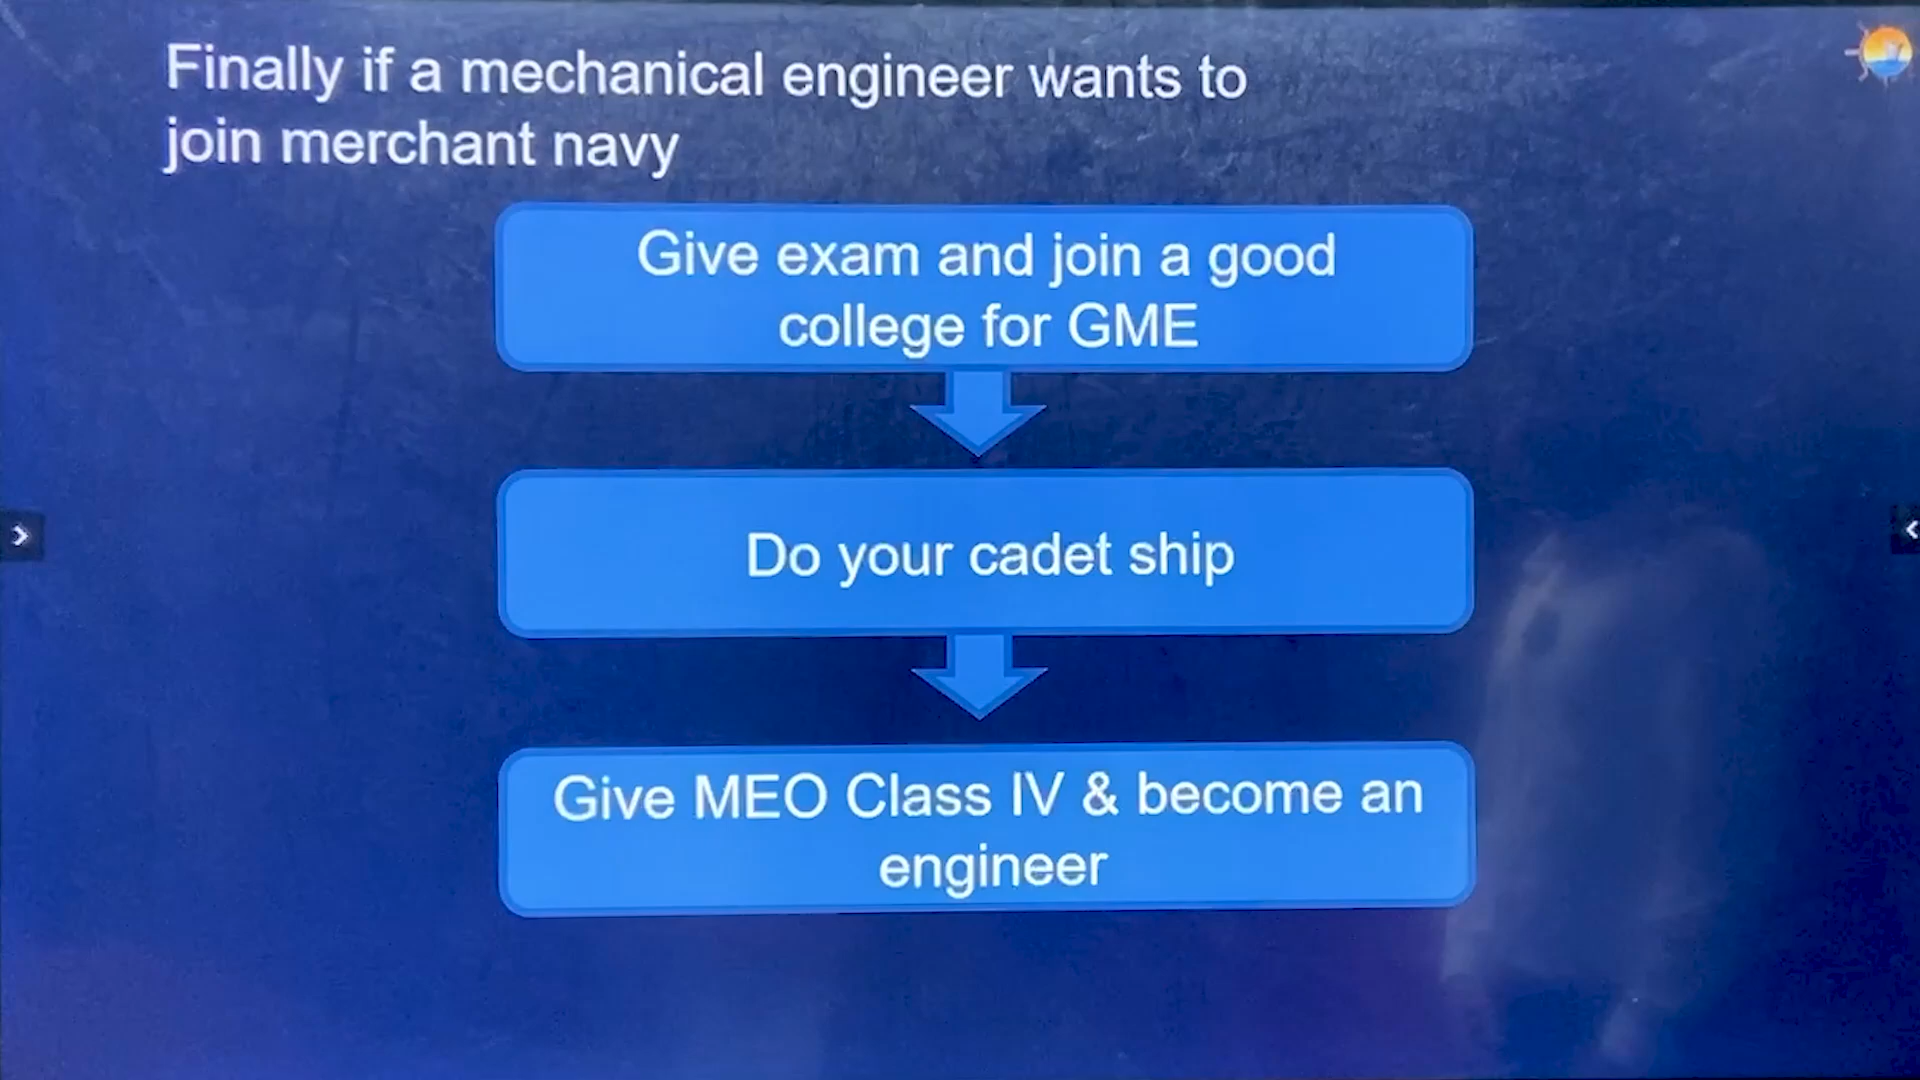 Finally if a mechanical engineer wants to
join merchant navy
Give exam and join a good
college for GME
Do your cadet ship
Give MEO Class IV & become an
engineer